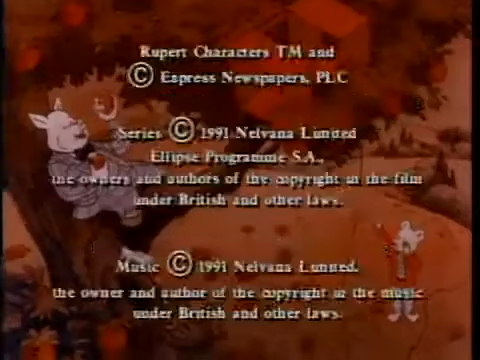 Rupert Characters TM and
© Express Newspapers, PLC
Series © 1991 Nelvana Limited
Ellipse Programme S.A.,
the owners and authors of the copyright in the film
under British and other laws.
Music © 1991 Nelvana Limited,
the owner and author of the copyright in the music
under British and other laws.